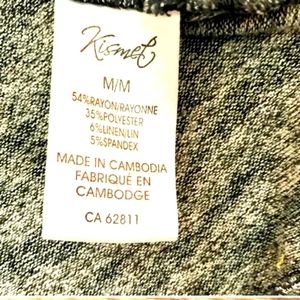 Kismet
M/M
54%RAYON/RAYONNE
35%POLYESTER
6%LINEN/LIN
5%SPANDEX
MADE IN CAMBODIA
FABRIQUÉ EN
CAMBODGE
CA 62811